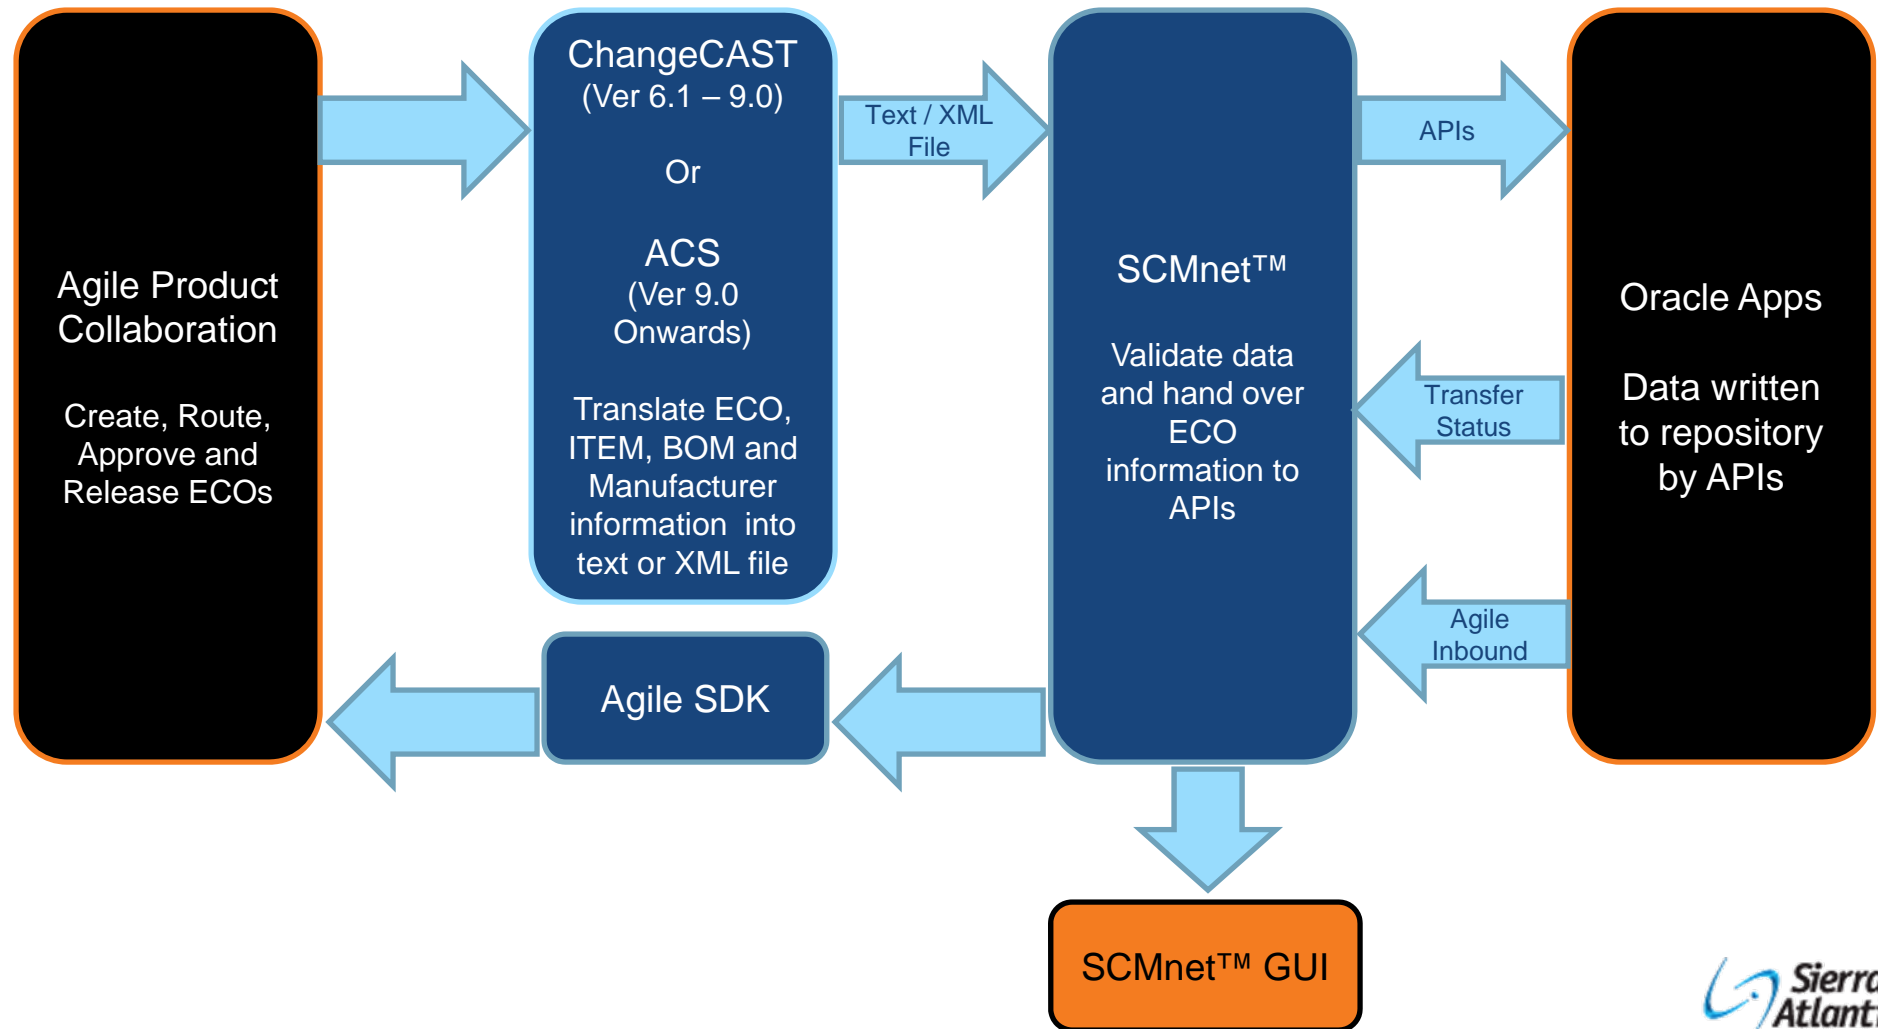 Agile Product
Collaboration
Create, Route,
Approve and
Release ECOs
ChangeCAST
(Ver 6.1 – 9.0)
Or
ACS
(Ver 9.0
Onwards)
Translate ECO,
ITEM, BOM and
Manufacturer
information into
text or XML file
Text / XML
File
SCMnet™
Validate data
and hand over
ECO
information to
APIs
APIs
Transfer
Status
Agile
Inbound
Oracle Apps
Data written
to repository
by APIs
Agile SDK
SCMnet™ GUI
Sierra
Atlant